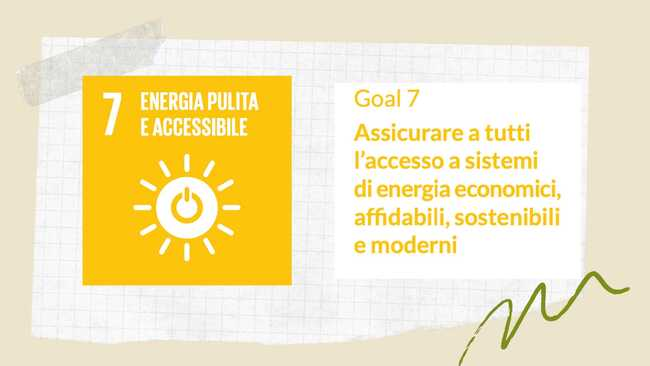 7
ENERGIA PULITA
E ACCESSIBILE
Goal 7
Assicurare a tutti
l’accesso a sistemi
di energia economici,
affidabili, sostenibili
e moderni